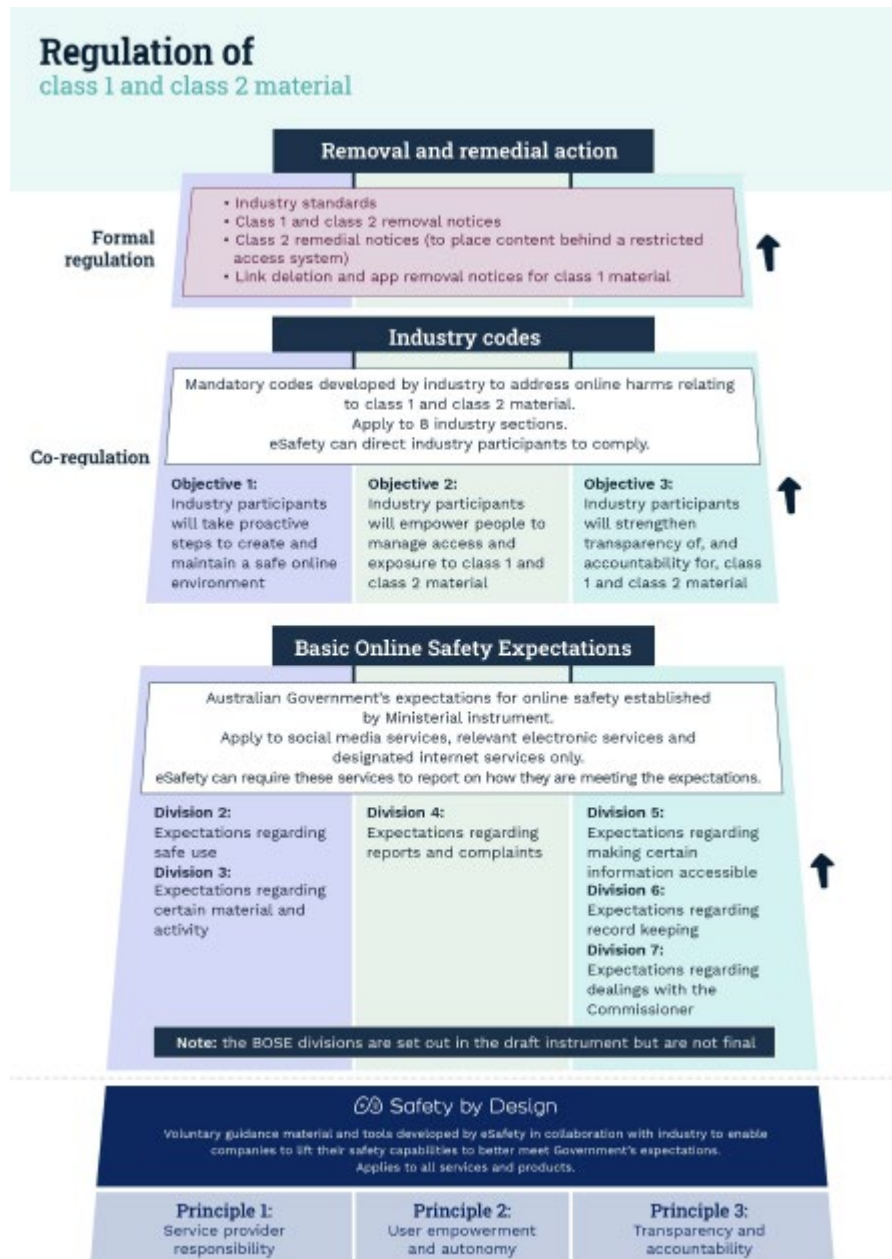 Regulation of
class 1 and class 2 material
Removal and remedial action
Formal
regulation
• Industry standards
• Class 1 and class 2 removal notices
• Class 2 remedial notices (to place content behind a restricted
access system)
• Link deletion and app removal notices for class 1 material
Industry codes
Co-regulation
Mandatory codes developed by industry to address online harms relating
to class 1 and class 2 material.
Apply to 8 industry sections.
eSafety can direct industry participants to comply.
Objective 1:
Industry participants
will take proactive
steps to create and
maintain a safe online
environment
Objective 2:
Industry participants
will empower people to
manage access and
exposure to class 1 and
class 2 material
Objective 3:
Industry participants
will strengthen
transparency of, and
accountability for, class
1 and class 2 material
Basic Online Safety Expectations
Australian Government's expectations for online safety established
by Ministerial instrument.
Apply to social media services, relevant electronic services and
designated internet services only.
eSafety can require these services to report on how they are meeting the expectations.
Division 2:
Expectations regarding
safe use
Division 3:
Expectations regarding
certain material and
activity
Division 4:
Expectations regarding
reports and complaints
Division 5:
Expectations regarding
making certain
information accessible
Division 6:
Expectations regarding
record keeping
Division 7:
Expectations regarding
dealings with the
Commissioner
Note: the BOSE divisions are set out in the draft instrument but are not final
Safety by Design
Voluntary guidance material and tools developed by eSafety in collaboration with industry to enable
companies to lift their safety capabilities to better meet Government's expectations.
Applies to all services and products.
Principle 1:
Service provider
responsibility
Principle 2:
User empowerment
and autonomy
Principle 3:
Transparency and
accountability